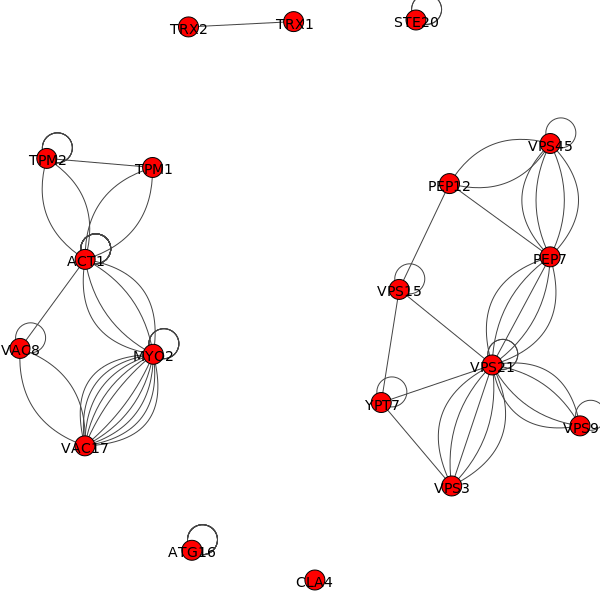 STE20
TRX1
TRX2
VPS45
TPM2
TPM1
PEP12
ACT1
PEP7
VPS15
VAC8
MYO2
VPS21
YPT7
VPS9
VAC17
VPS3
ATG16
CLA4